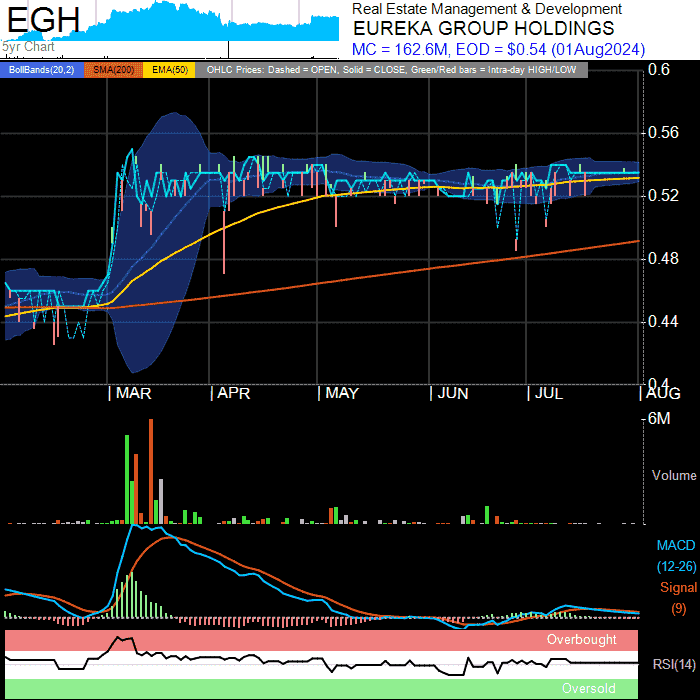 EGH
Real Estate Management & Development
EUREKA GROUP HOLDINGS
5yr Chart
MC = 162.6M, EOD = $0.54 (01Aug2024)
BollBands(20,2) SMA(200) EMA(50) OHLC Prices: Dashed = OPEN, Solid = CLOSE, Green/Red bars = Intra-day HIGH/LOW
0.6
0.56
0.52
0.48
0.44
0.4
MAR APR MAY JUN JUL AUG
6M
Volume
MACD
(12-26)
Signal
(9)
Overbought
RSI(14)
Oversold